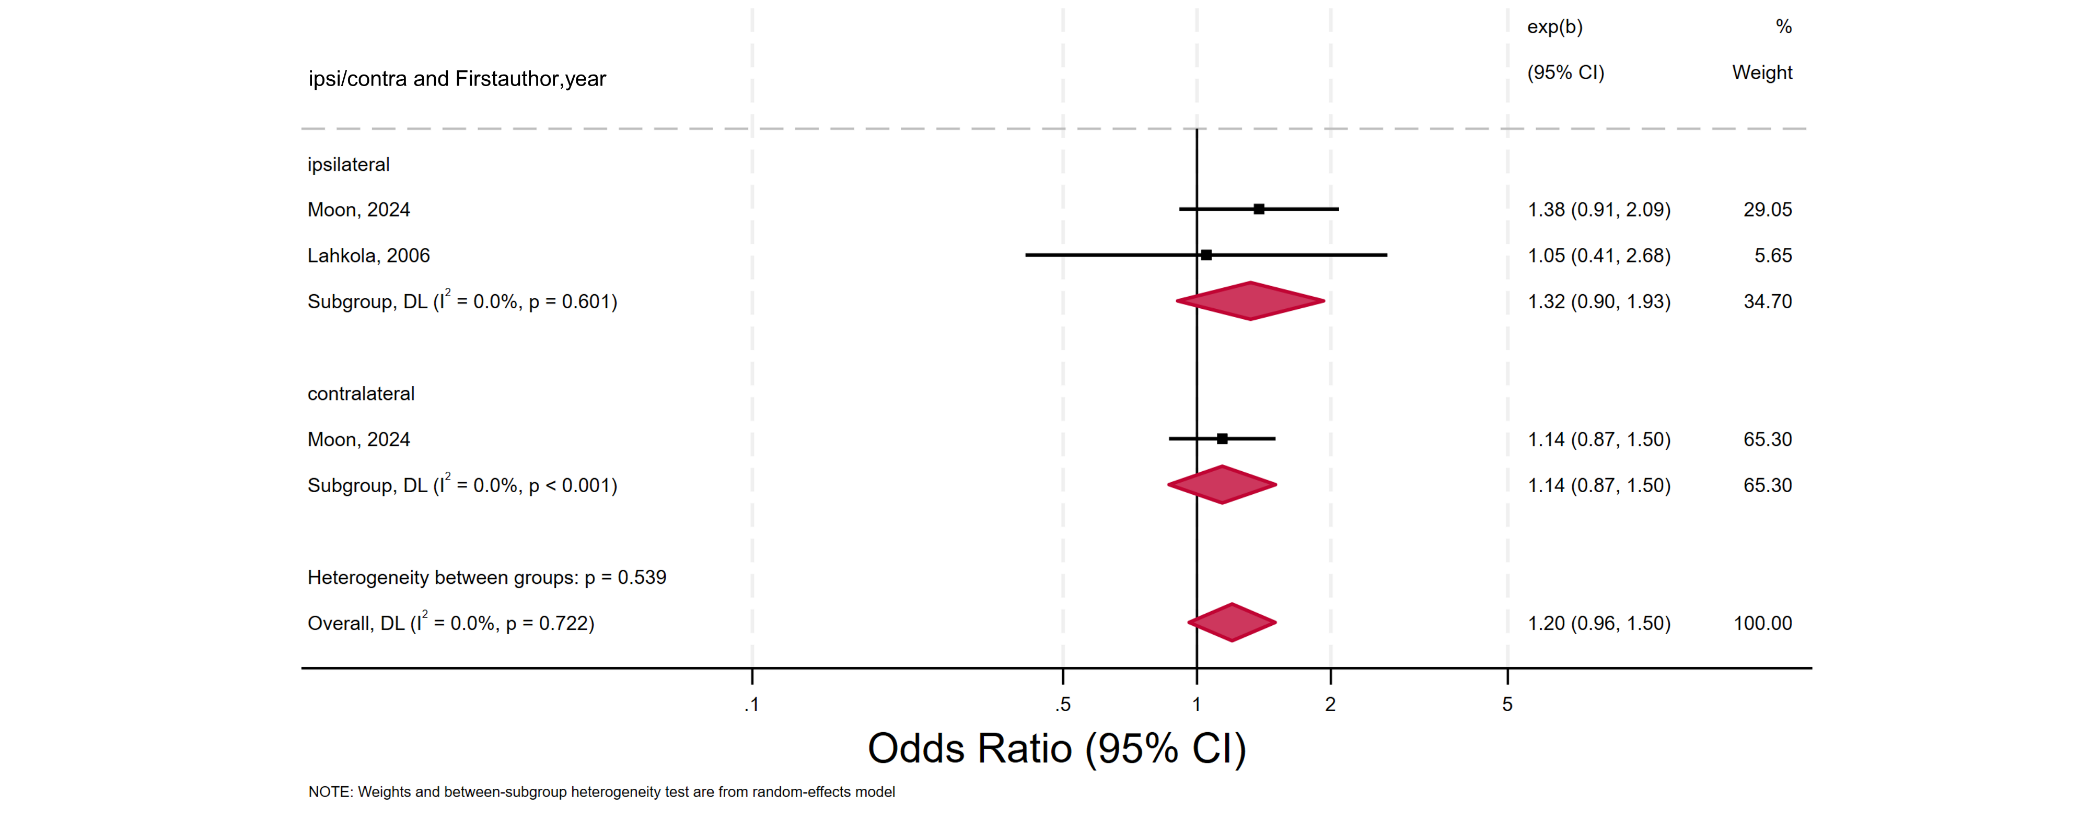 exp(b) %
ipsi/contra and Firstauthor,year (95% CI) Weight
ipsilateral
Moon, 2024 1.38 (0.91, 2.09) 29.05
Lahkola, 2006 1.05 (0.41, 2.68) 5.65
Subgroup, DL (I² = 0.0%, p = 0.601) 1.32 (0.90, 1.93) 34.70
contralateral
Moon, 2024 1.14 (0.87, 1.50) 65.30
Subgroup, DL (I² = 0.0%, p < 0.001) 1.14 (0.87, 1.50) 65.30
Heterogeneity between groups: p = 0.539
Overall, DL (I² = 0.0%, p = 0.722) 1.20 (0.96, 1.50) 100.00
.1 .5 1 2 5
Odds Ratio (95% CI)
NOTE: Weights and between-subgroup heterogeneity test are from random-effects model